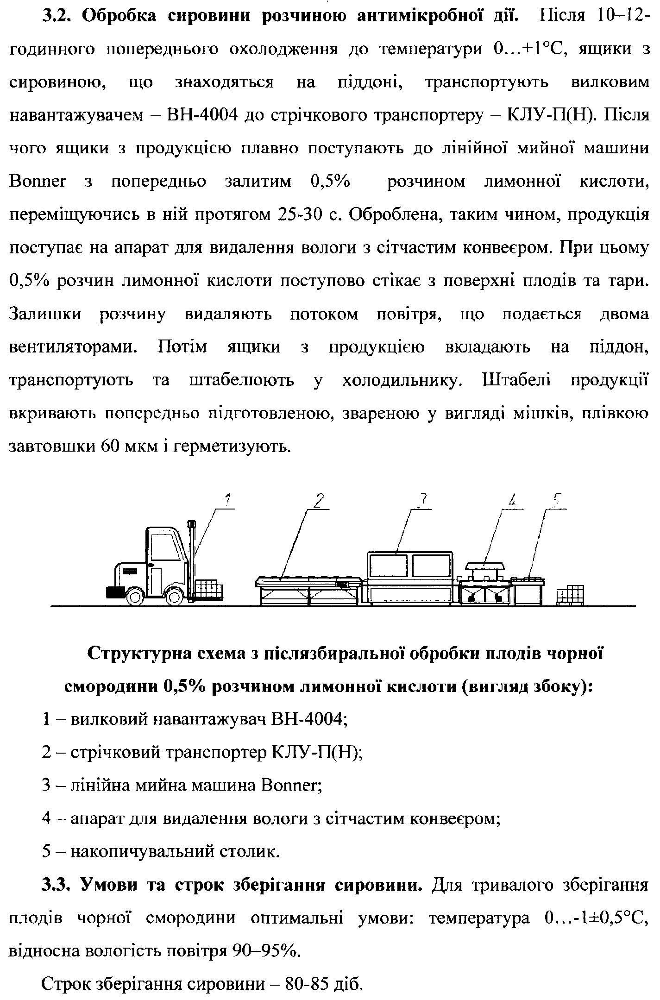 3.2. Обробка сировини розчиною антимікробної дії. Після 10–12-
годинного попереднього охолодження до температури 0...+1°С, ящики з
сировиною, що знаходяться на піддоні, транспортують вилковим
навантажувачем – ВН-4004 до стрічкового транспортеру – КЛУ-П(Н). Після
чого ящики з продукцією плавно поступають до лінійної мийної машини
Bonner з попередньо залитим 0,5% розчином лимонної кислоти,
переміщуючись в ній протягом 25-30 с. Оброблена, таким чином, продукція
поступає на апарат для видалення вологи з сітчастим конвеєром. При цьому
0,5% розчин лимонної кислоти поступово стікає з поверхні плодів та тари.
Залишки розчину видаляють потоком повітря, що подається двома
вентиляторами. Потім ящики з продукцією вкладають на піддон,
транспортують та штабелюють у холодильнику. Штабелі продукції
вкривають попередньо підготовленою, звареною у вигляді мішків, плівкою
завтовшки 60 мкм і герметизують.
1 2 3 4 5
Структурна схема з післязбиральної обробки плодів чорної
смородини 0,5% розчином лимонної кислоти (вигляд збоку):
1 – вилковий навантажувач ВН-4004;
2 – стрічковий транспортер КЛУ-П(Н);
3 – лінійна мийна машина Bonner;
4 – апарат для видалення вологи з сітчастим конвеєром;
5 – накопичувальний столик.
3.3. Умови та строк зберігання сировини. Для тривалого зберігання
плодів чорної смородини оптимальні умови: температура 0...-1±0,5°С,
відносна вологість повітря 90–95%.
Строк зберігання сировини – 80-85 діб.